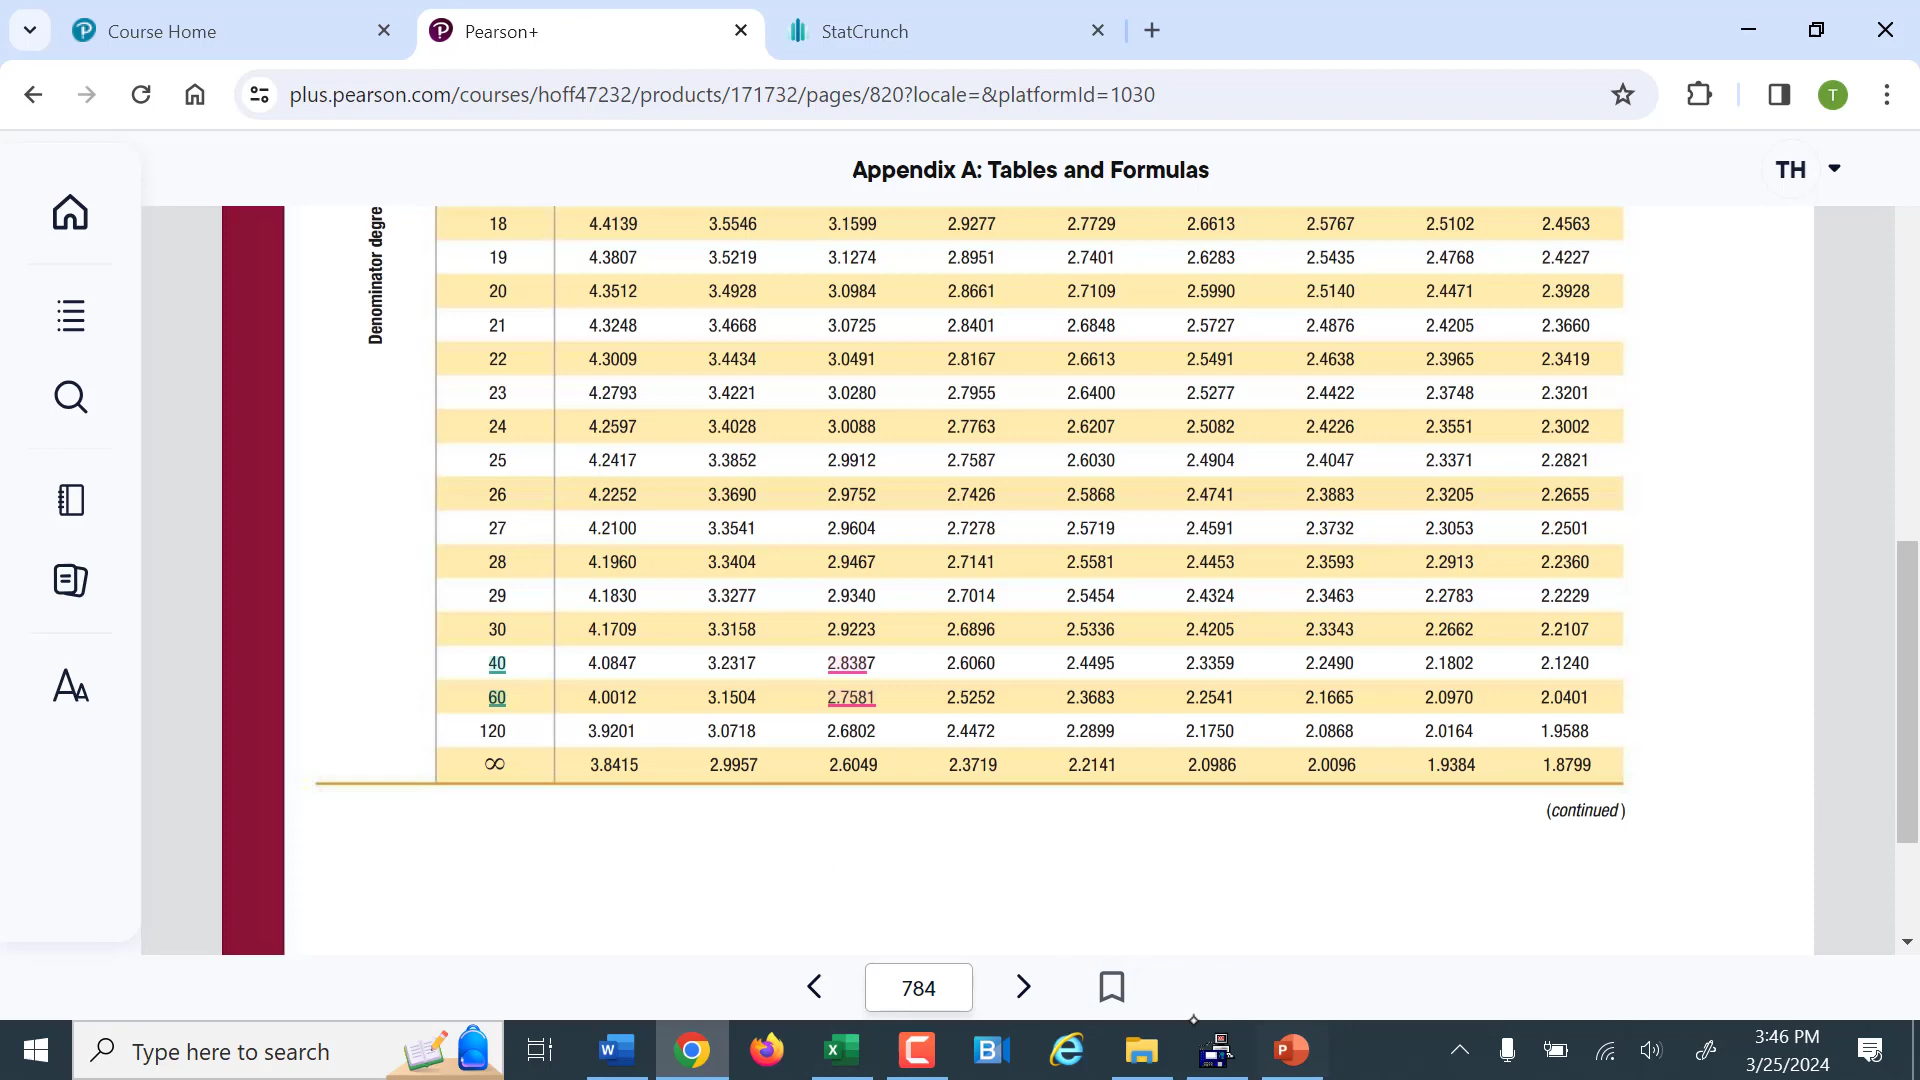 Course Home
Pearson+
StatCrunch
plus.pearson.com/courses/hoff47232/products/171732/pages/820?locale=&platformId=1030
T
Appendix A: Tables and Formulas
TH
Denominator degre
18 4.4139 3.5546 3.1599 2.9277 2.7729 2.6613 2.5767 2.5102 2.4563
19 4.3807 3.5219 3.1274 2.8951 2.7401 2.6283 2.5435 2.4768 2.4227
20 4.3512 3.4928 3.0984 2.8661 2.7109 2.5990 2.5140 2.4471 2.3928
21 4.3248 3.4668 3.0725 2.8401 2.6848 2.5727 2.4876 2.4205 2.3660
22 4.3009 3.4434 3.0491 2.8167 2.6613 2.5491 2.4638 2.3965 2.3419
23 4.2793 3.4221 3.0280 2.7955 2.6400 2.5277 2.4422 2.3748 2.3201
24 4.2597 3.4028 3.0088 2.7763 2.6207 2.5082 2.4226 2.3551 2.3002
25 4.2417 3.3852 2.9912 2.7587 2.6030 2.4904 2.4047 2.3371 2.2821
26 4.2252 3.3690 2.9752 2.7426 2.5868 2.4741 2.3883 2.3205 2.2655
27 4.2100 3.3541 2.9604 2.7278 2.5719 2.4591 2.3732 2.3053 2.2501
28 4.1960 3.3404 2.9467 2.7141 2.5581 2.4453 2.3593 2.2913 2.2360
29 4.1830 3.3277 2.9340 2.7014 2.5454 2.4324 2.3463 2.2783 2.2229
30 4.1709 3.3158 2.9223 2.6896 2.5336 2.4205 2.3343 2.2662 2.2107
40 4.0847 3.2317 2.8387 2.6060 2.4495 2.3359 2.2490 2.1802 2.1240
60 4.0012 3.1504 2.7581 2.5252 2.3683 2.2541 2.1665 2.0970 2.0401
120 3.9201 3.0718 2.6802 2.4472 2.2899 2.1750 2.0868 2.0164 1.9588
∞ 3.8415 2.9957 2.6049 2.3719 2.2141 2.0986 2.0096 1.9384 1.8799
(continued)
784
Type here to search
3:46 PM
3/25/2024